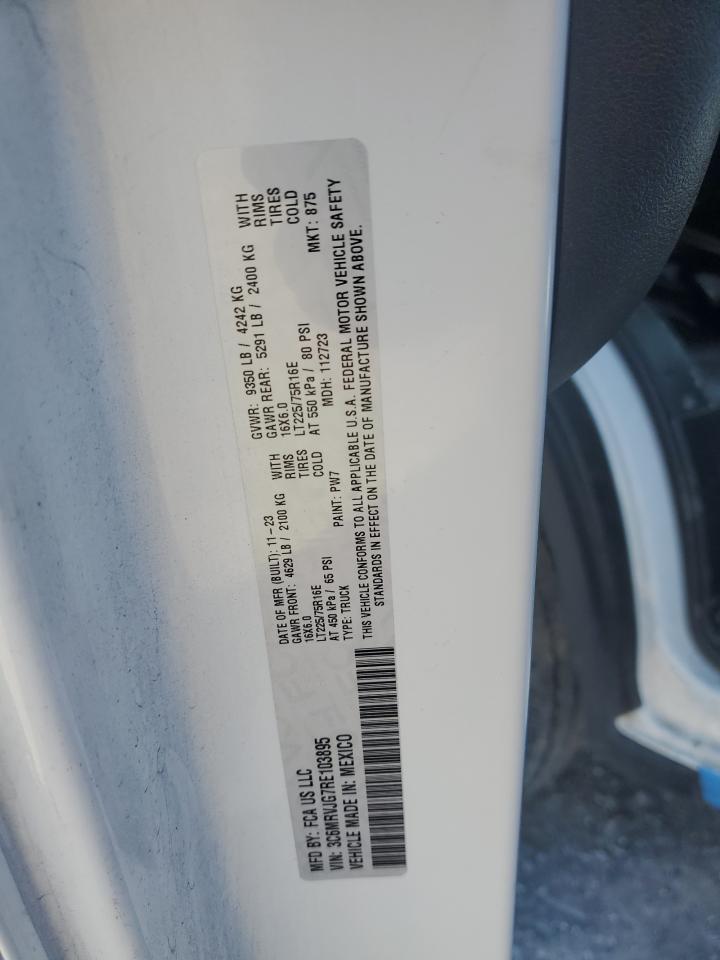 MFD BY: FCA US LLC
DATE OF MFR (BUILT): 11-23
GVWR: 9350 LB / 4242 KG
GAWR FRONT: 4629 LB / 2100 KG WITH
GAWR REAR: 5291 LB / 2400 KG WITH
16X6.0 RIMS
16X6.0 RIMS
LT225/75R16E TIRES
LT225/75R16E TIRES
AT 450 kPa / 65 PSI COLD
AT 550 kPa / 80 PSI COLD
VIN: 3C6MRVJG7RE103895
TYPE: TRUCK
PAINT: PW7
MDH: 112723
MKT: 875
VEHICLE MADE IN: MEXICO
THIS VEHICLE CONFORMS TO ALL APPLICABLE U.S.A. FEDERAL MOTOR VEHICLE SAFETY
STANDARDS IN EFFECT ON THE DATE OF MANUFACTURE SHOWN ABOVE.